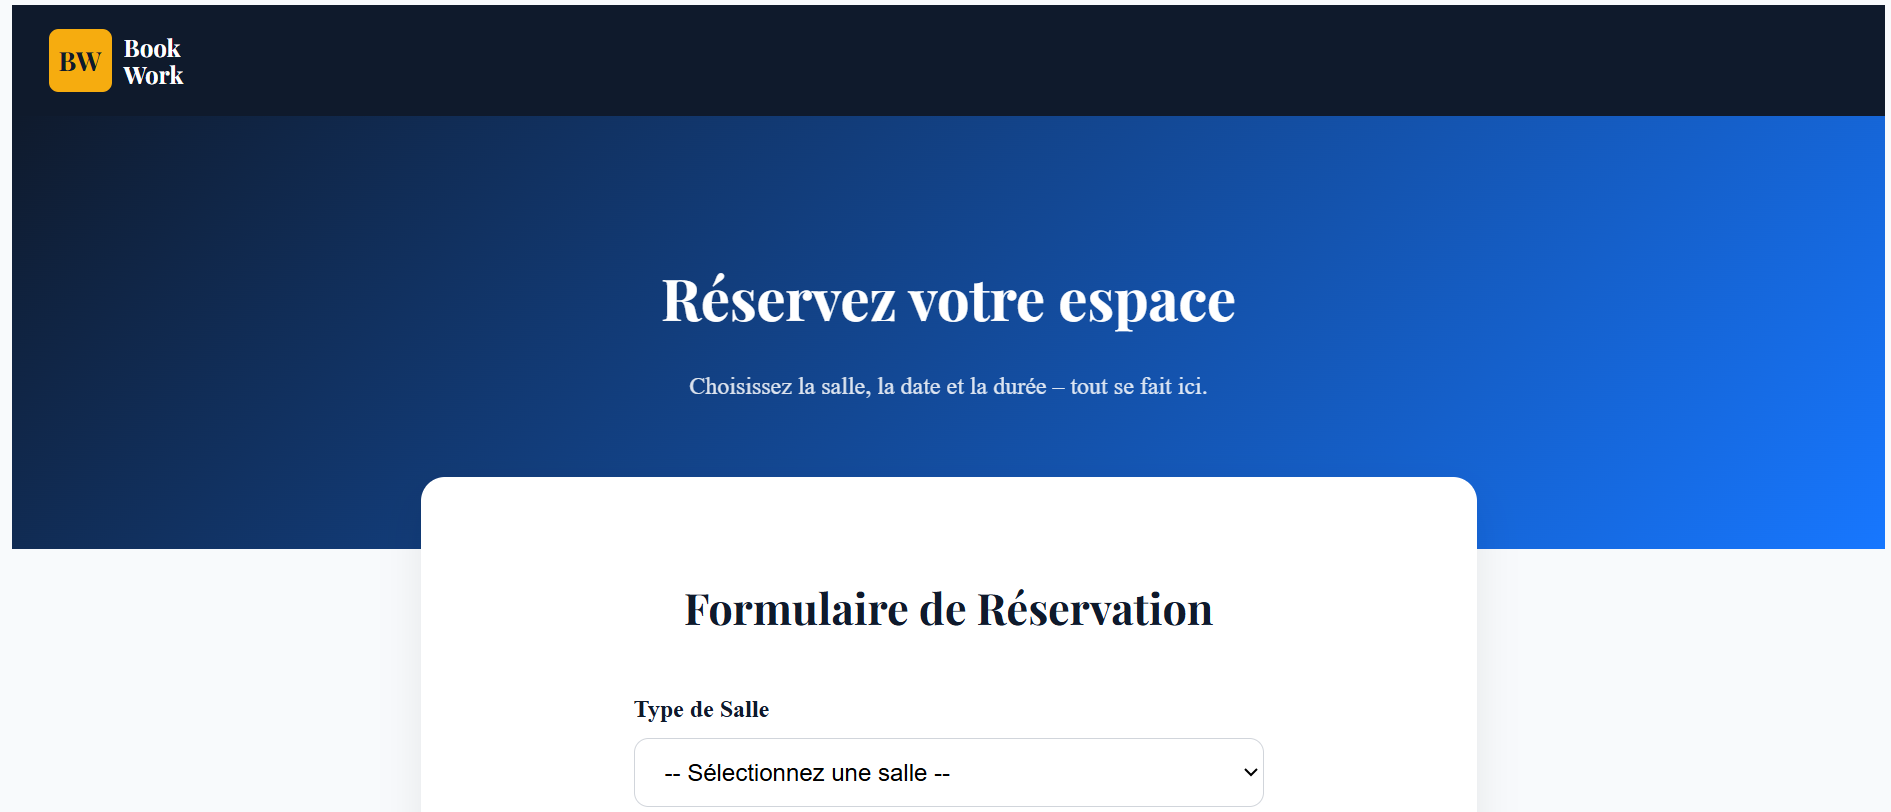 BW
Book
Work
Réservez votre espace
Choisissez la salle, la date et la durée – tout se fait ici.
Formulaire de Réservation
Type de Salle
-- Sélectionnez une salle --